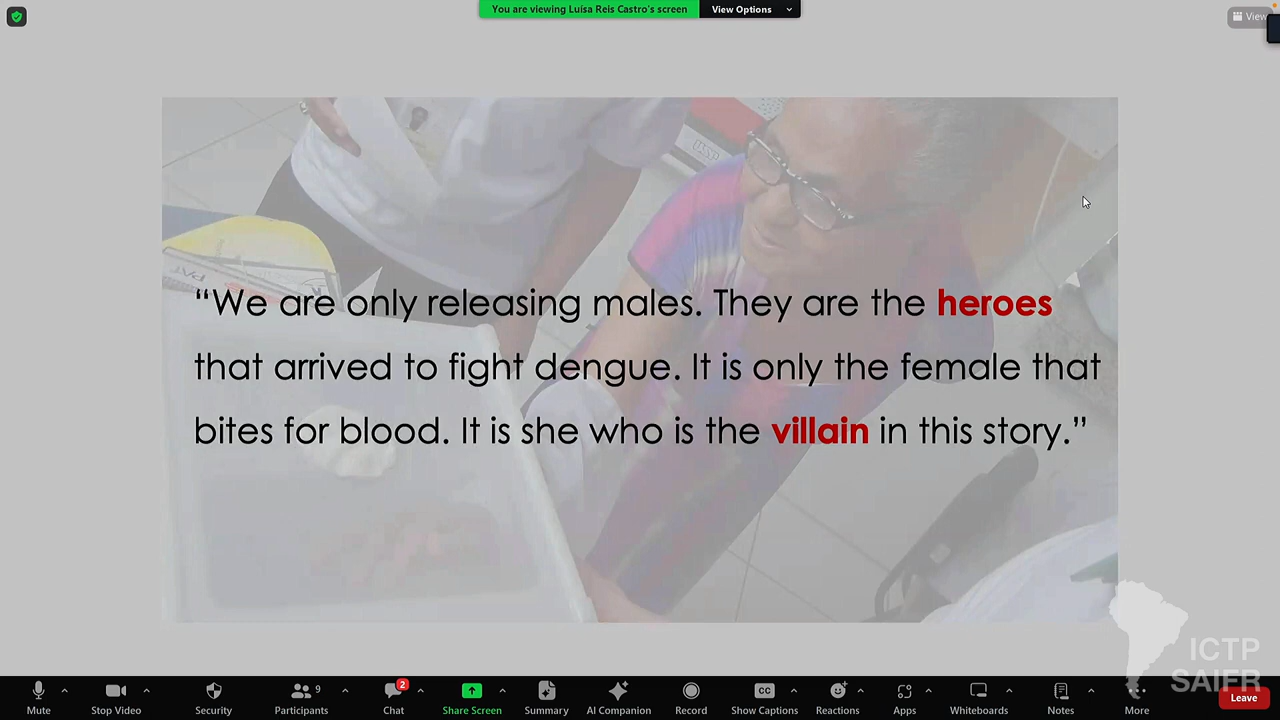 You are viewing Luísa Reis Castro's screen
View Options
View
“We are only releasing males. They are the heroes
that arrived to fight dengue. It is only the female that
bites for blood. It is she who is the villain in this story.”
ICTP
SAIFR
9
2
Mute
Stop Video
Security
Participants
Chat
Share Screen
Summary
AI Companion
Record
CC
Show Captions
Reactions
Apps
Whiteboards
Notes
More
Leave